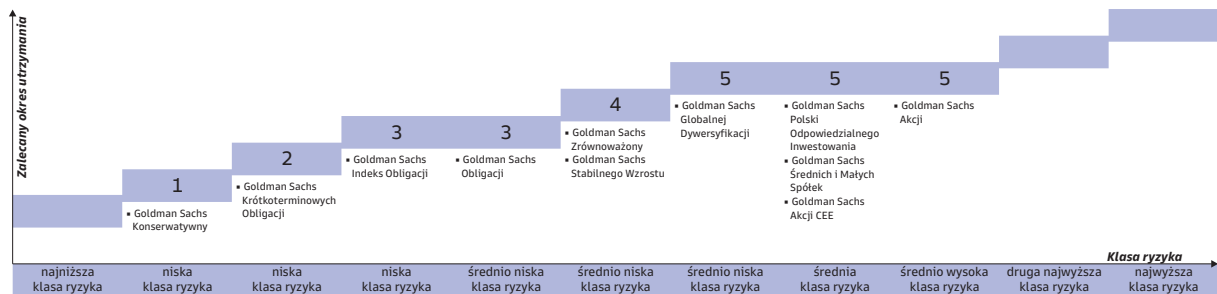 Zalecany okres utrzymania
1
▪ Goldman Sachs
Konserwatywny
2
▪ Goldman Sachs
Krótkoterminowych
Obligacji
3
▪ Goldman Sachs
Indeks Obligacji
3
▪ Goldman Sachs
Obligacji
4
▪ Goldman Sachs
Zrównoważony
▪ Goldman Sachs
Stabilnego Wzrostu
5
▪ Goldman Sachs
Globalnej
Dywersyfikacji
5
▪ Goldman Sachs
Polski
Odpowiedzialnego
Inwestowania
▪ Goldman Sachs
Średnich i Małych
Spółek
▪ Goldman Sachs
Akcji CEE
5
▪ Goldman Sachs
Akcji
Klasa ryzyka
najniższa
klasa ryzyka
niska
klasa ryzyka
niska
klasa ryzyka
niska
klasa ryzyka
średnio niska
klasa ryzyka
średnio niska
klasa ryzyka
średnio niska
klasa ryzyka
średnia
klasa ryzyka
średnio wysoka
klasa ryzyka
druga najwyższa
klasa ryzyka
najwyższa
klasa ryzyka